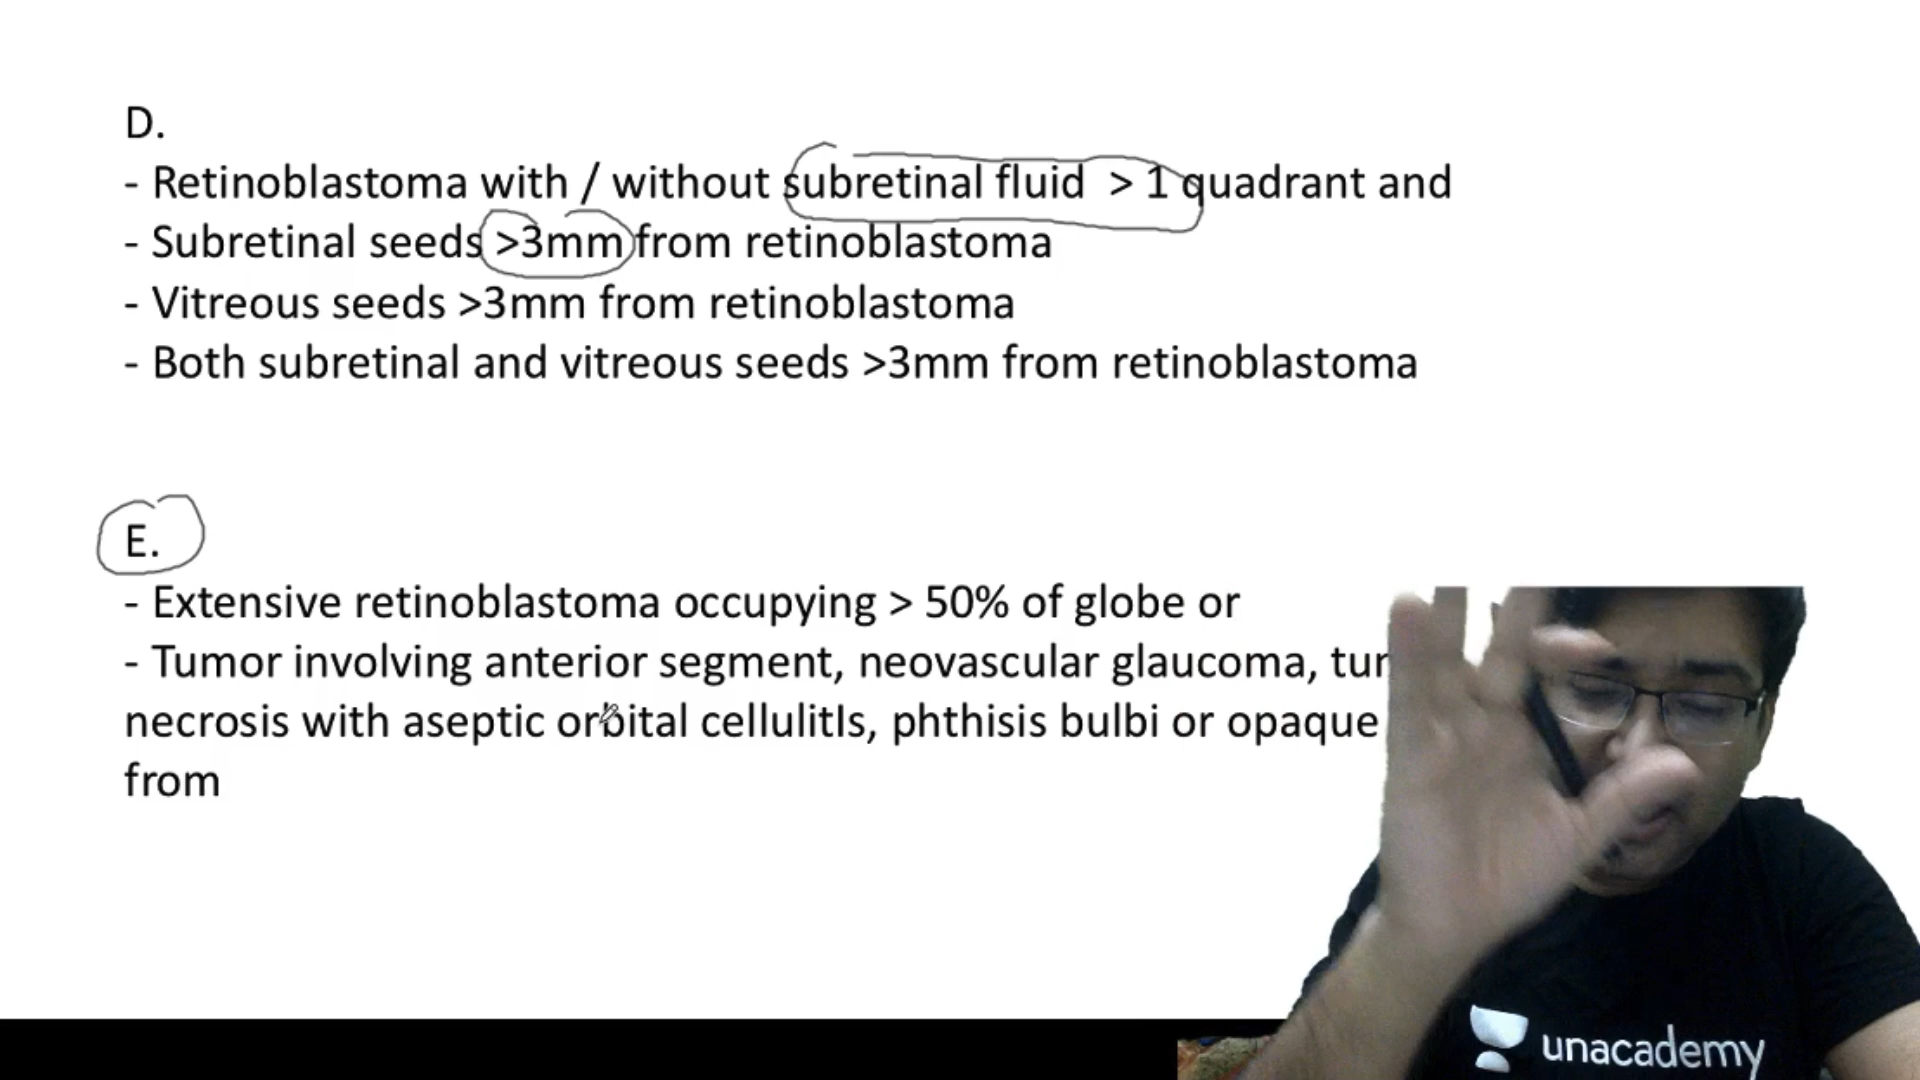 D.
- Retinoblastoma with / without subretinal fluid > 1 quadrant and
- Subretinal seeds >3mm from retinoblastoma
- Vitreous seeds >3mm from retinoblastoma
- Both subretinal and vitreous seeds >3mm from retinoblastoma
E.
- Extensive retinoblastoma occupying > 50% of globe or
- Tumor involving anterior segment, neovascular glaucoma,
necrosis with aseptic orbital cellulitIs, phthisis bulbi or opaque
from
unacademy